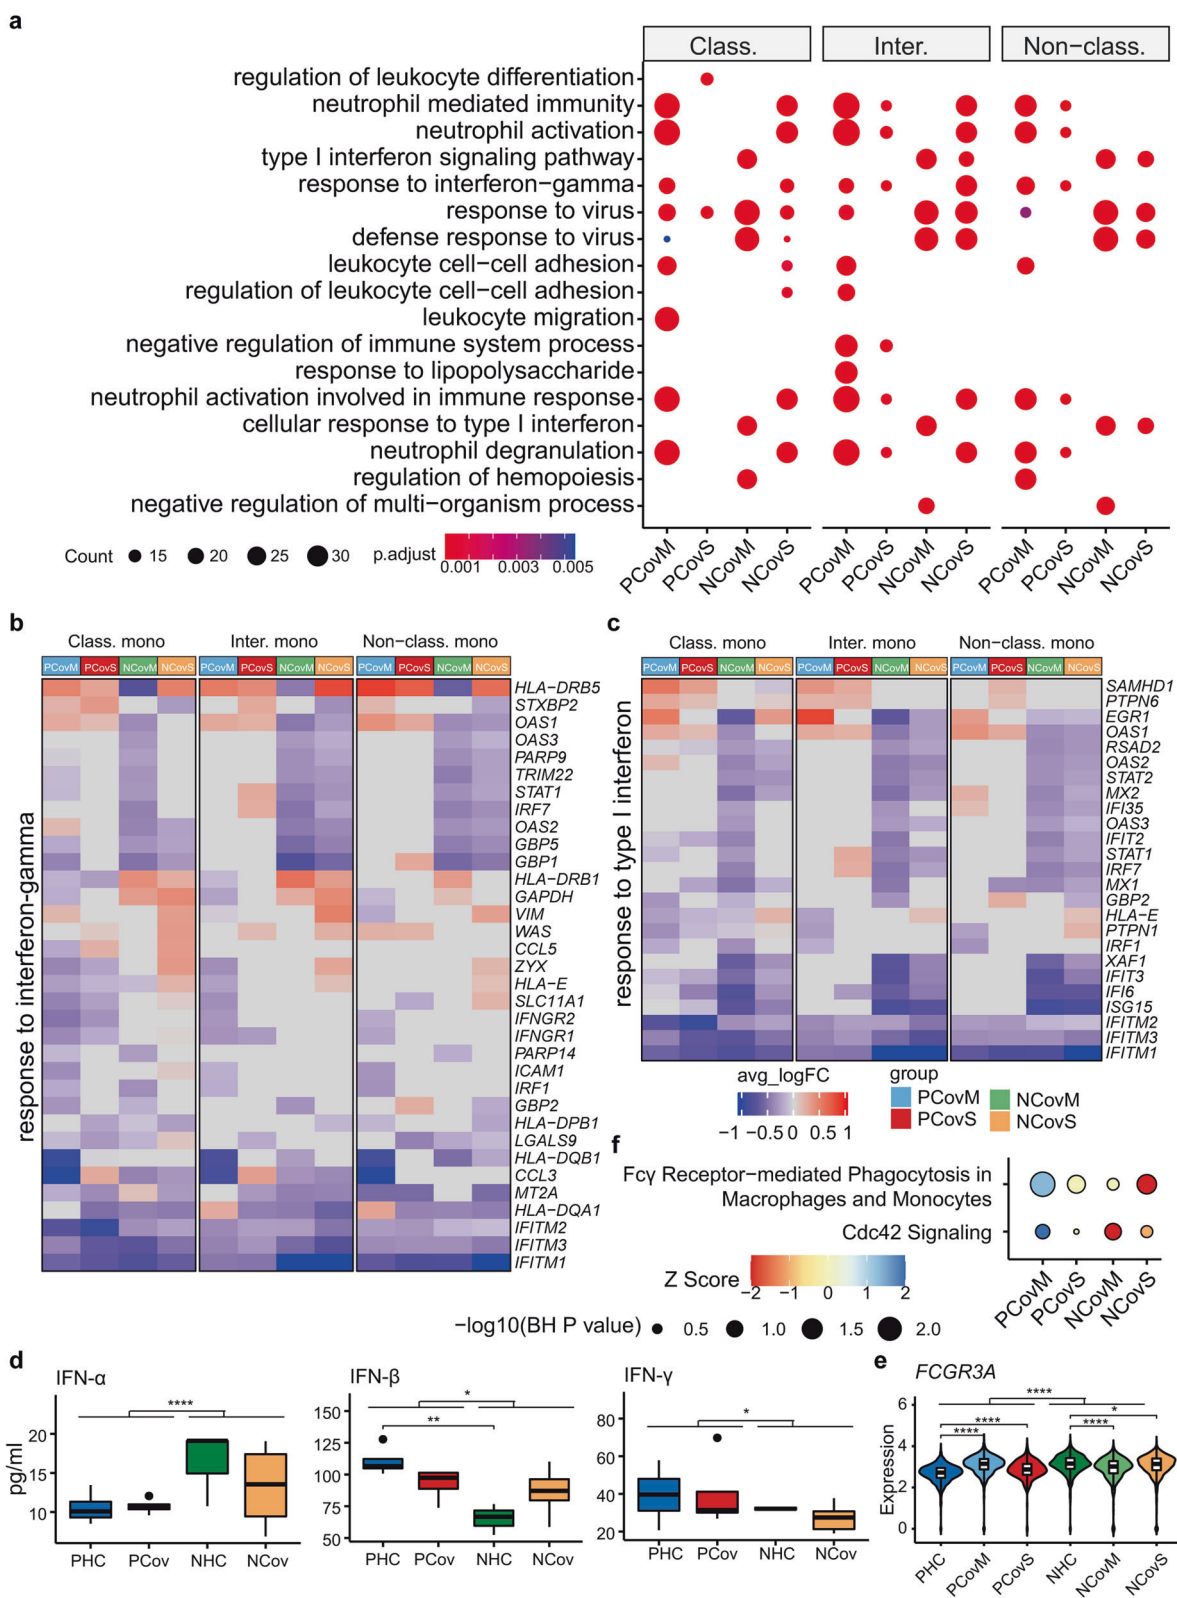 a
Class. Inter. Non−class.
regulation of leukocyte differentiation
neutrophil mediated immunity
neutrophil activation
type I interferon signaling pathway
response to interferon−gamma
response to virus
defense response to virus
leukocyte cell−cell adhesion
regulation of leukocyte cell−cell adhesion
leukocyte migration
negative regulation of immune system process
response to lipopolysaccharide
neutrophil activation involved in immune response
cellular response to type I interferon
neutrophil degranulation
regulation of hemopoiesis
negative regulation of multi−organism process
PCovM PCovS NCovM NCovS PCovM PCovS NCovM NCovS PCovM PCovS NCovM NCovS
Count 15 20 25 30 p.adjust 0.001 0.003 0.005
b
Class. mono Inter. mono Non−class. mono
PCovM PCovS NCovM NCovS PCovM PCovS NCovM NCovS PCovM PCovS NCovM NCovS
response to interferon-gamma
HLA−DRB5
STXBP2
OAS1
OAS3
PARP9
TRIM22
STAT1
IRF7
OAS2
GBP5
GBP1
HLA−DRB1
GAPDH
VIM
WAS
CCL5
ZYX
HLA−E
SLC11A1
IFNGR2
IFNGR1
PARP14
ICAM1
IRF1
GBP2
HLA−DPB1
LGALS9
HLA−DQB1
CCL3
MT2A
HLA−DQA1
IFITM2
IFITM3
IFITM1
c
Class. mono Inter. mono Non−class. mono
PCovM PCovS NCovM NCovS PCovM PCovS NCovM NCovS PCovM PCovS NCovM NCovS
response to type I interferon
SAMHD1
PTPN6
EGR1
OAS1
RSAD2
OAS2
STAT2
MX2
IFI35
OAS3
IFIT2
STAT1
IRF7
MX1
GBP2
HLA−E
PTPN1
IRF1
XAF1
IFIT3
IFI6
ISG15
IFITM2
IFITM3
IFITM1
avg_logFC
−1 −0.5 0 0.5 1
group
PCovM NCovM
PCovS NCovS
f
Fcγ Receptor−mediated Phagocytosis in
Macrophages and Monocytes
Cdc42 Signaling
PCovM PCovS NCovM NCovS
Z Score −2 −1 0 1 2
−log10(BH P value) 0.5 1.0 1.5 2.0
d
IFN-α
****
pg/ml
20
15
10
PHC PCov NHC NCov
IFN-β
*
**
150
125
100
75
50
PHC PCov NHC NCov
IFN-γ
*
80
60
40
20
PHC PCov NHC NCov
e
FCGR3A
****
*
****
****
****
Expression
6
4
2
0
PHC PCovM PCovS NHC NCovM NCovS